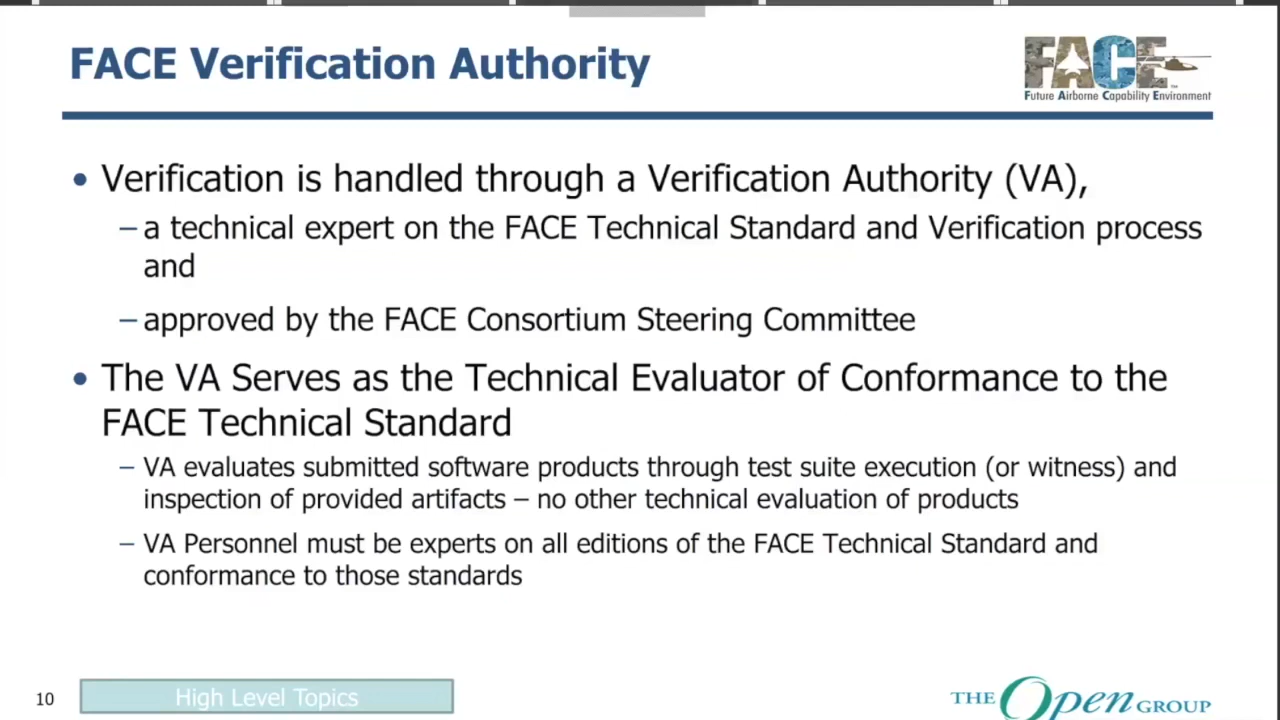 FACE Verification Authority
FACE™
Future Airborne Capability Environment
• Verification is handled through a Verification Authority (VA),
– a technical expert on the FACE Technical Standard and Verification process
and
– approved by the FACE Consortium Steering Committee
• The VA Serves as the Technical Evaluator of Conformance to the
FACE Technical Standard
– VA evaluates submitted software products through test suite execution (or witness) and
inspection of provided artifacts – no other technical evaluation of products
– VA Personnel must be experts on all editions of the FACE Technical Standard and
conformance to those standards
10
High Level Topics
THE Open GROUP